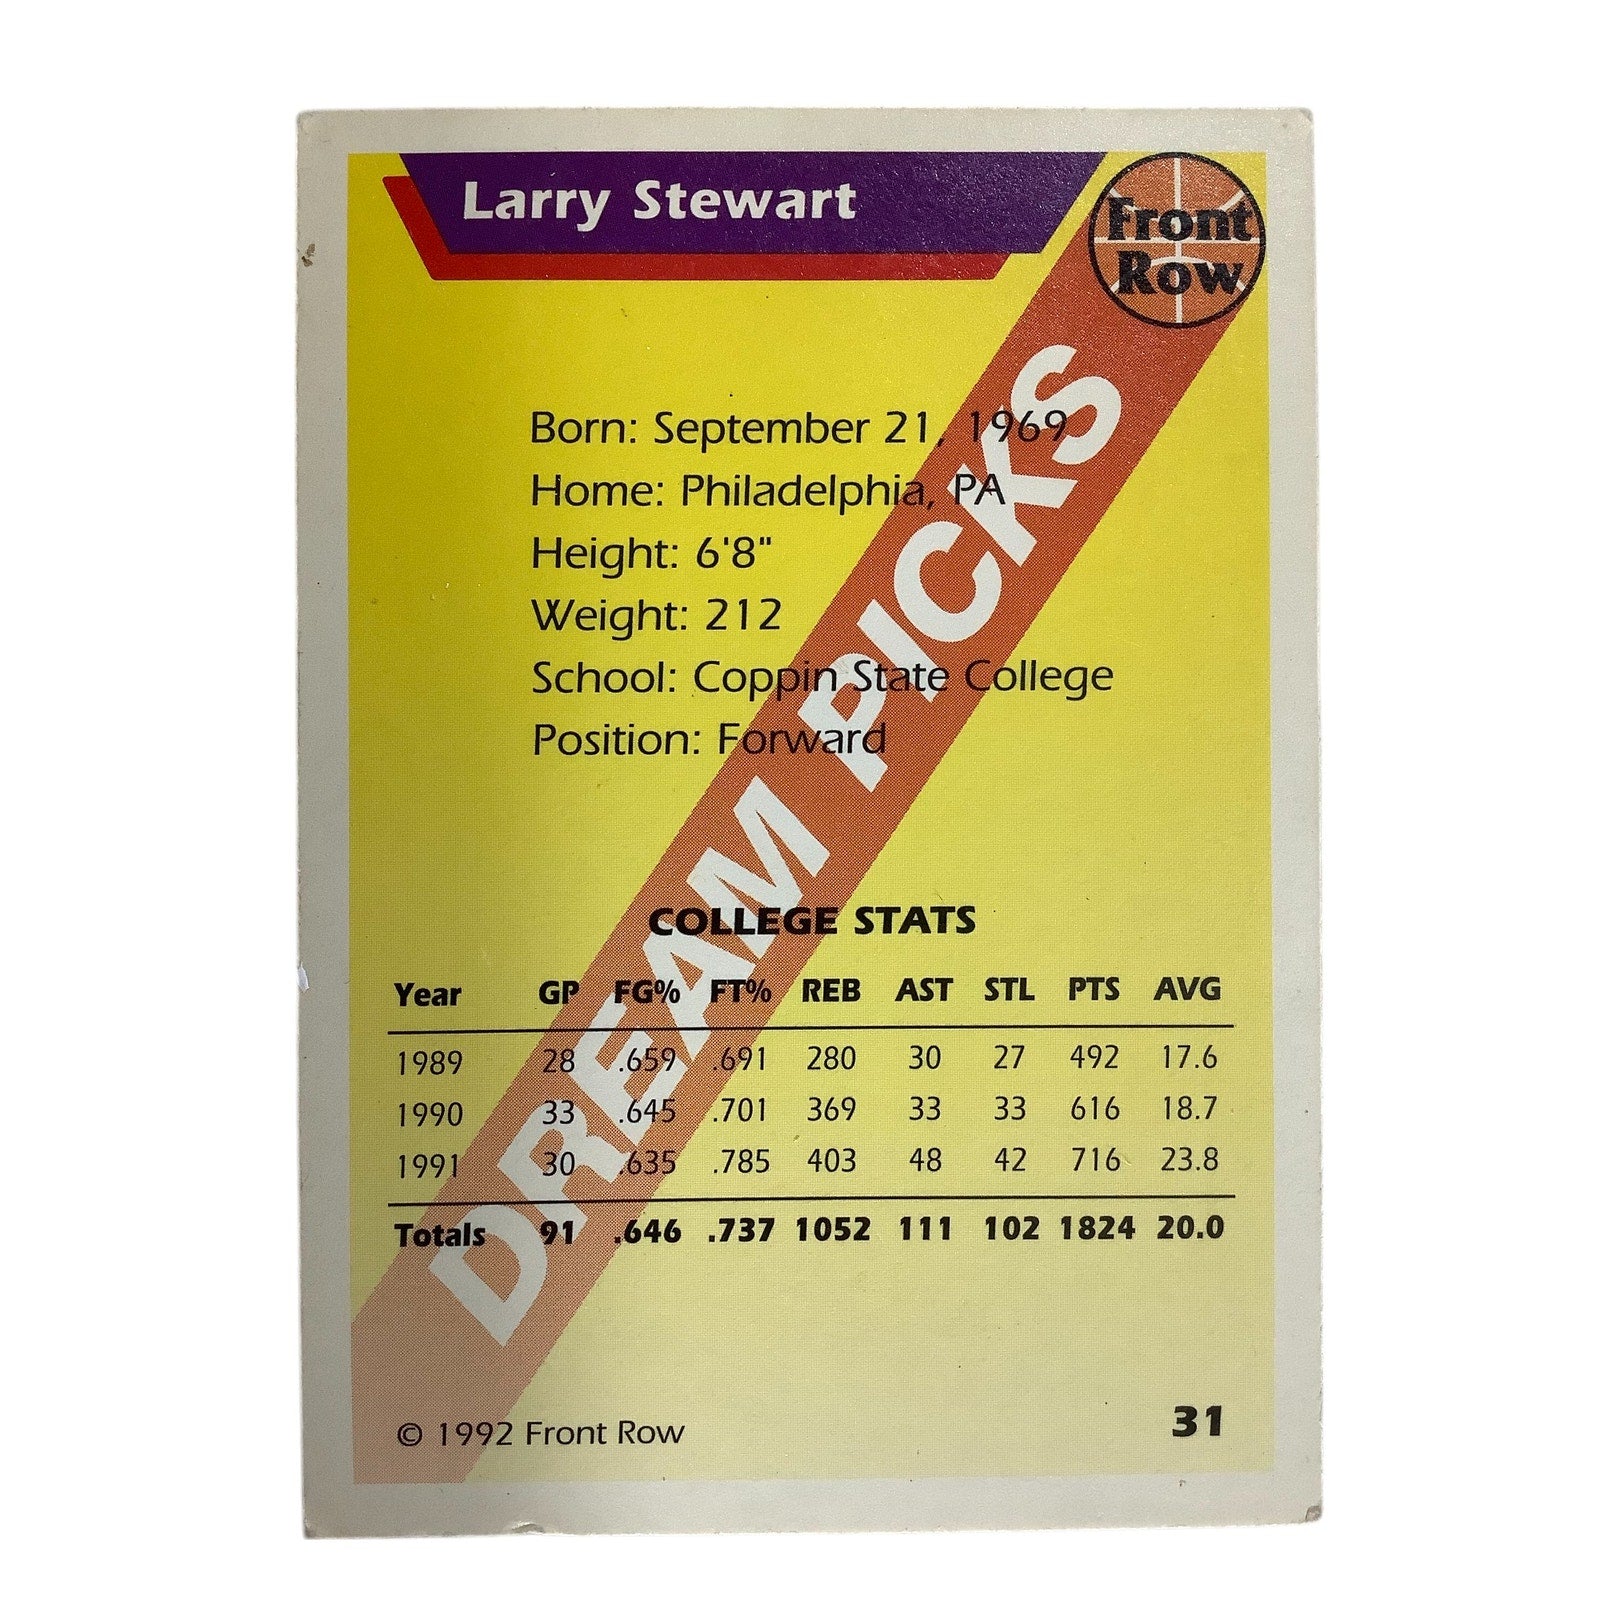 Larry Stewart
Front
Row
Born: September 21, 1969
Home: Philadelphia, PA
Height: 6'8"
Weight: 212
School: Coppin State College
Position: Forward
DREAM PICKS
COLLEGE STATS
Year GP FG% FT% REB AST STL PTS AVG
1989 28 .659 .691 280 30 27 492 17.6
1990 33 .645 .701 369 33 33 616 18.7
1991 30 .635 .785 403 48 42 716 23.8
Totals 91 .646 .737 1052 111 102 1824 20.0
© 1992 Front Row
31